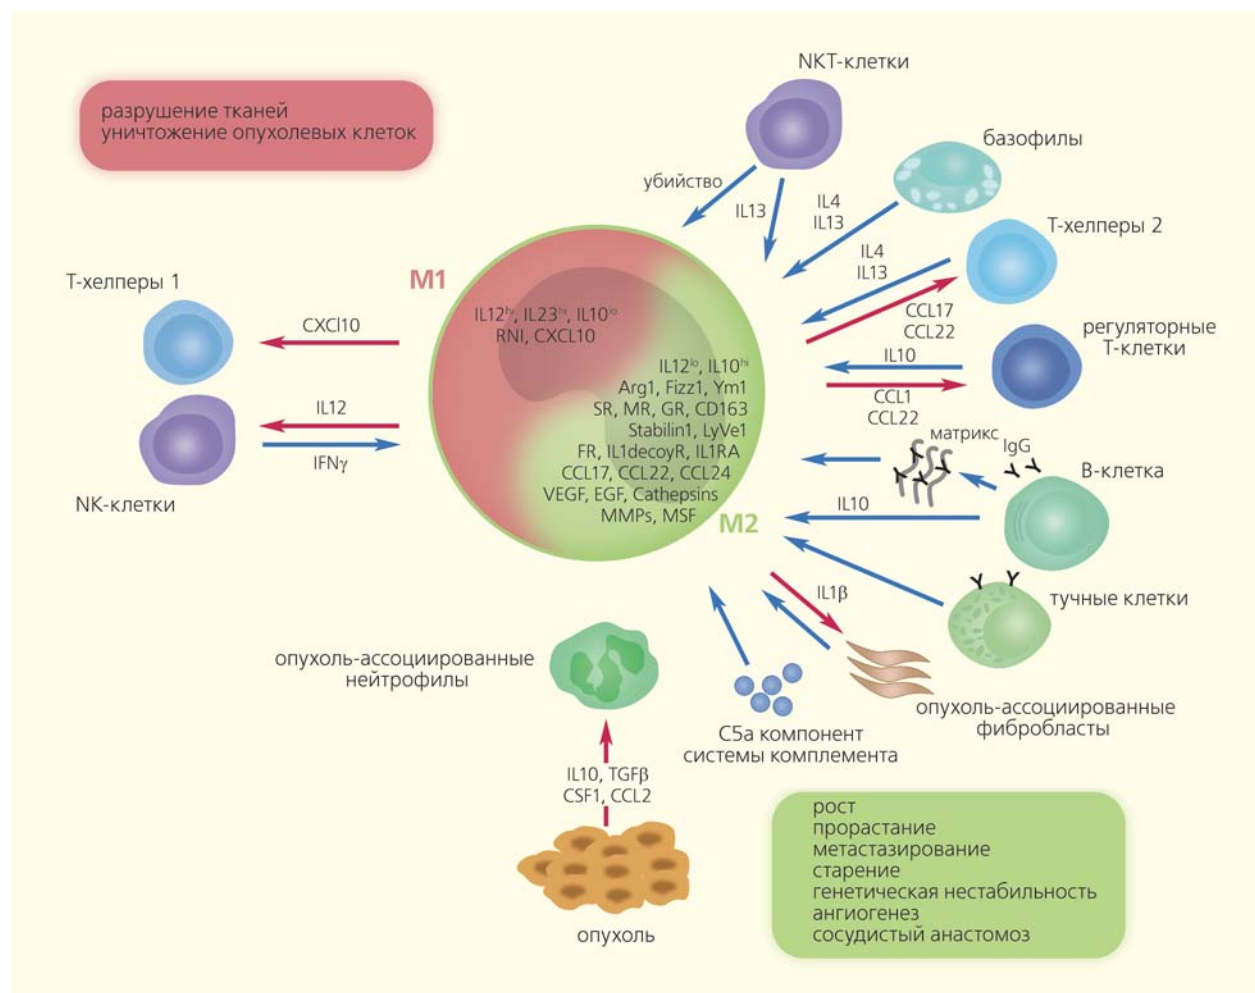 NKT-клетки
разрушение тканей
уничтожение опухолевых клеток
базофилы
убийство
IL13
IL4
IL13
Т-хелперы 2
IL4
IL13
M1
Т-хелперы 1
CXCl10
IL12hi, IL23hi, IL10lo
RNI, CXCL10
CCL17
CCL22
регуляторные
Т-клетки
IL10
CCL1
CCL22
IL12lo, IL10hi
Arg1, Fizz1, Ym1
SR, MR, GR, CD163
Stabilin1, LyVe1
FR, IL1decoyR, IL1RA
CCL17, CCL22, CCL24
VEGF, EGF, Cathepsins
MMPs, MSF
M2
IL12
IFNγ
NK-клетки
матрикс
IgG
В-клетка
IL10
тучные клетки
IL1β
опухоль-ассоциированные
нейтрофилы
опухоль-ассоциированные
фибробласты
С5а компонент
системы комплемента
IL10, TGFβ
CSF1, CCL2
опухоль
рост
прорастание
метастазирование
старение
генетическая нестабильность
ангиогенез
сосудистый анастомоз